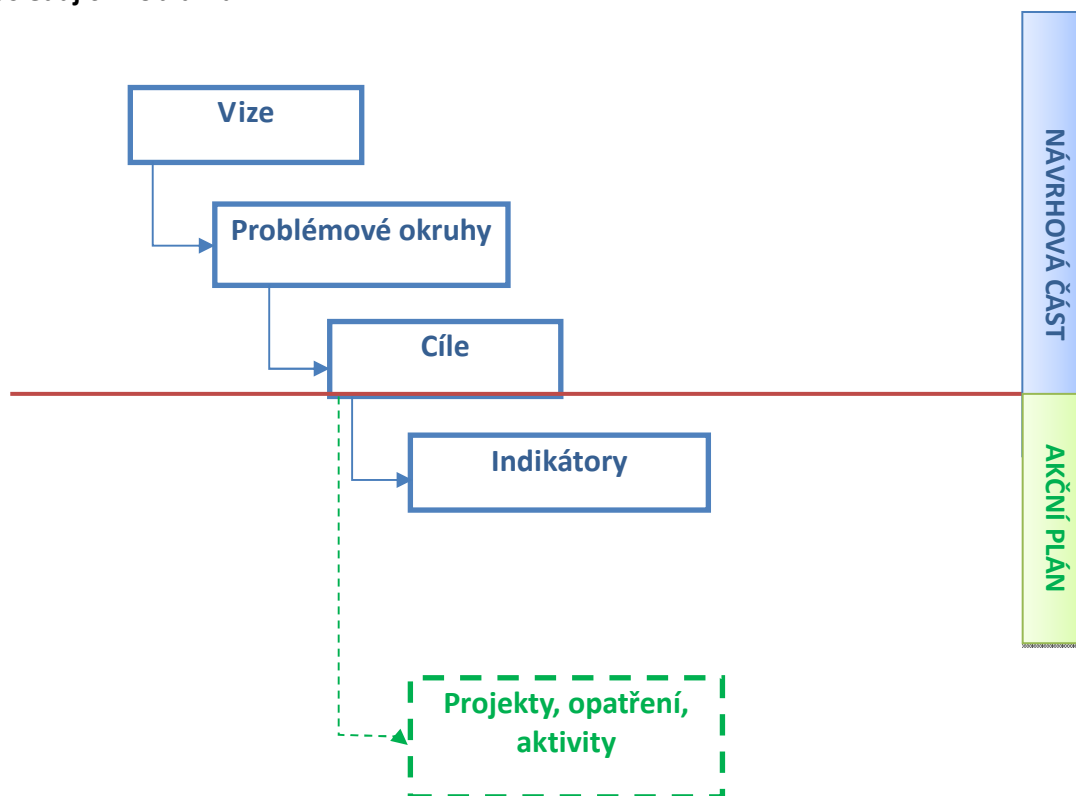 Vize
NÁVRHOVÁ ČÁST
Problémové okruhy
Cíle
Indikátory
AKČNÍ PLÁN
Projekty, opatření,
aktivity